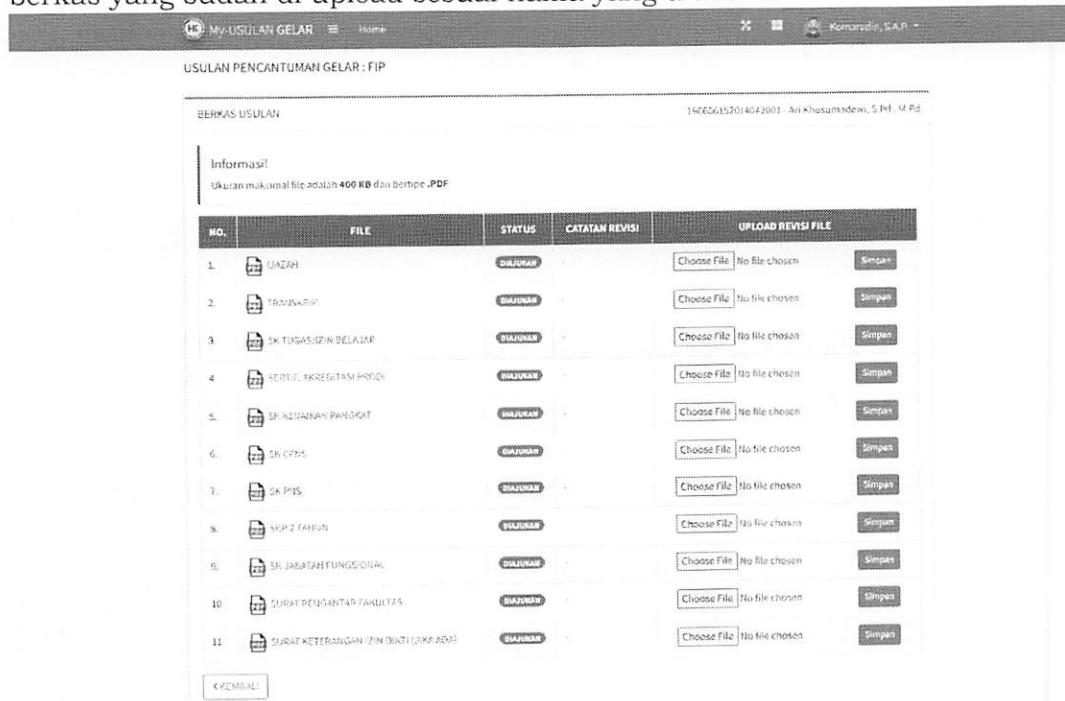 berkas yang sudah di upload sesuai nama yang
My-USULAN GELAR Home Komarudin, S.A.P.
USULAN PENCANTUMAN GELAR : FIP
BERKAS USULAN Ari Khusumadewi, S.Pd., M.Pd.
Informasi!
Ukuran maksimal file adalah 400 KB dan bertipe .PDF
NO. FILE STATUS CATATAN REVISI UPLOAD REVISI FILE
1. IJAZAH DIAJUKAN - Choose File No file chosen Simpan
2. TRANSKRIP DIAJUKAN - Choose File No file chosen Simpan
3. SK TUGAS/IZIN BELAJAR DIAJUKAN - Choose File No file chosen Simpan
4. SERTIF. AKREDITASI PRODI DIAJUKAN - Choose File No file chosen Simpan
5. SK KENAIKAN PANGKAT DIAJUKAN - Choose File No file chosen Simpan
6. SK CPNS DIAJUKAN - Choose File No file chosen Simpan
7. SK PNS DIAJUKAN - Choose File No file chosen Simpan
8. SKP 2 TAHUN DIAJUKAN - Choose File No file chosen Simpan
9. SK JABATAN FUNGSIONAL DIAJUKAN - Choose File No file chosen Simpan
10 SURAT PENGANTAR FAKULTAS DIAJUKAN - Choose File No file chosen Simpan
11 SURAT KETERANGAN IZIN DIKTI (JIKA ADA) DIAJUKAN - Choose File No file chosen Simpan
< KEMBALI